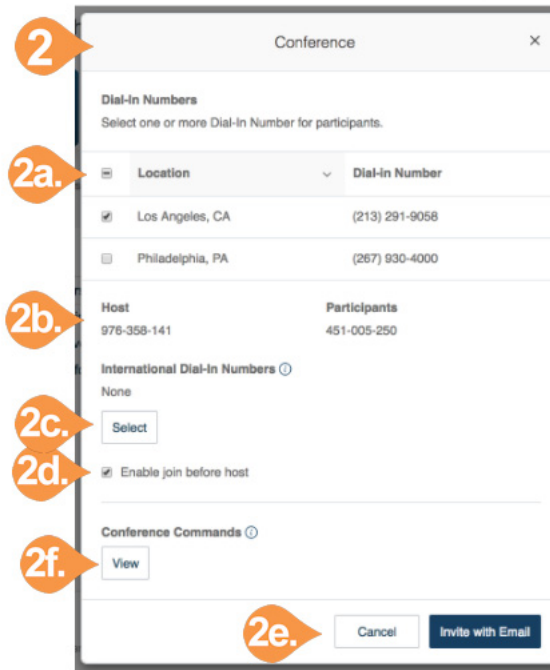 2
Conference ×
Dial-In Numbers
Select one or more Dial-In Number for participants.
2a.
Location Dial-in Number
Los Angeles, CA (213) 291-9058
Philadelphia, PA (267) 930-4000
2b.
Host Participants
976-358-141 451-005-250
International Dial-In Numbers
None
2c.
Select
2d.
Enable join before host
Conference Commands
2f.
View
2e.
Cancel Invite with Email